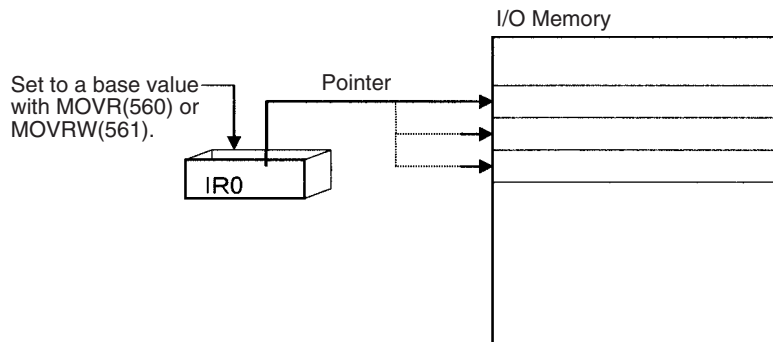 I/O Memory
Set to a base value
with MOVR(560) or
MOVRW(561).
Pointer
IR0